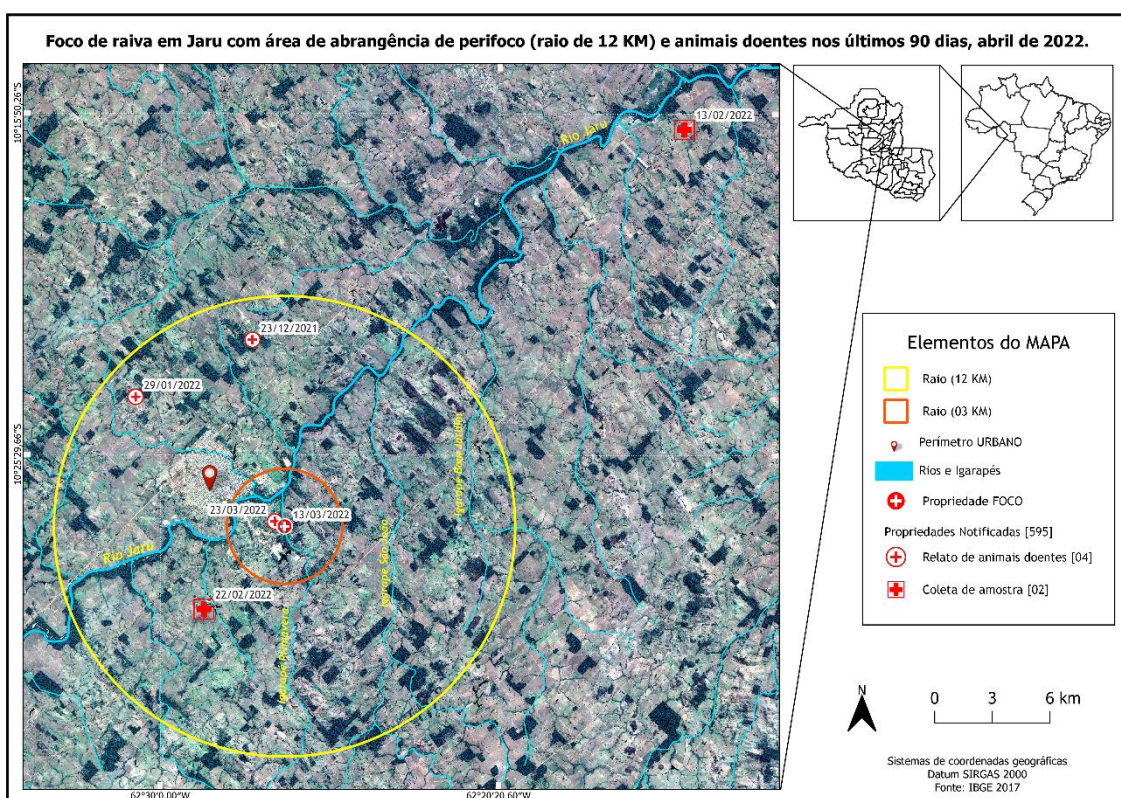 Foco de raiva em Jaru com área de abrangência de perifoco (raio de 12 KM) e animais doentes nos últimos 90 dias, abril de 2022.
10°15'50,26"S
13/02/2022
Rio Jaru
23/12/2021
29/01/2022
10°25'29,66"S
Igarapé Bom Jardim
23/03/2022
13/03/2022
Rio Jaru
Igarapé São João
22/02/2022
Igarapé Primavera
62°30'0,00"W
62°20'20,60"W
Elementos do MAPA
Raio (12 KM)
Raio (03 KM)
Perímetro URBANO
Rios e Igarapés
Propriedade FOCO
Propriedades Notificadas [595]
Relato de animais doentes [04]
Coleta de amostra [02]
N
0 3 6 km
Sistemas de coordenadas geográficas
Datum SIRGAS 2000
Fonte: IBGE 2017